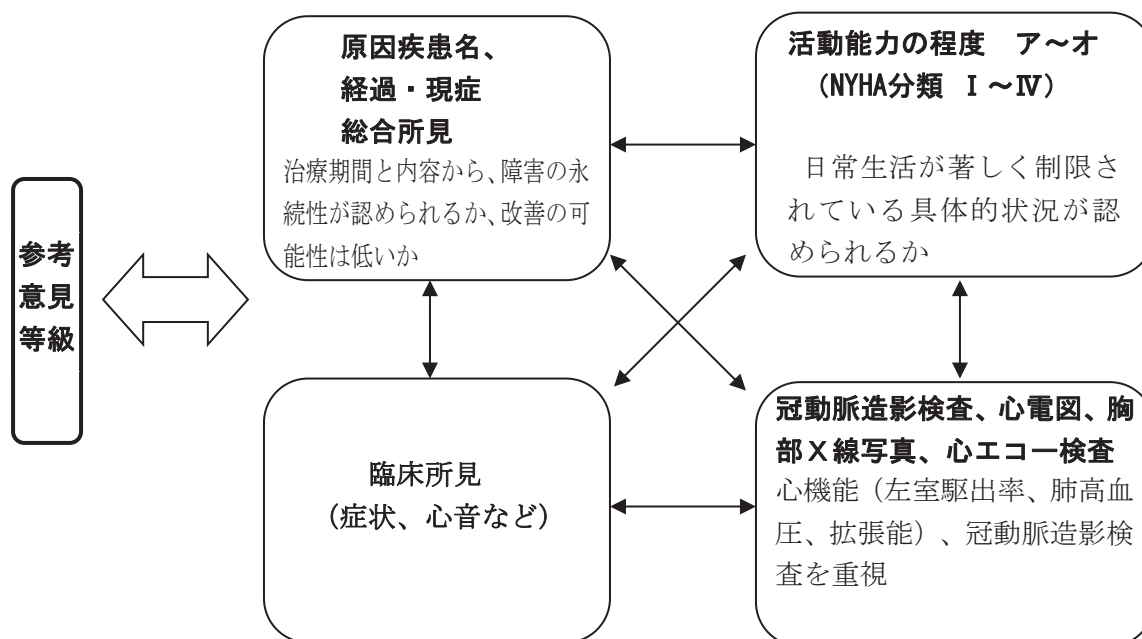 参考
意見
等級
原因疾患名、
経過・現症
総合所見
治療期間と内容から、障害の永
続性が認められるか、改善の可
能性は低いか
活動能力の程度　ア～オ
（NYHA分類　Ⅰ～Ⅳ）
日常生活が著しく制限さ
れている具体的状況が認
められるか
臨床所見
（症状、心音など）
冠動脈造影検査、心電図、胸
部Ｘ線写真、心エコー検査
心機能（左室駆出率、肺高血
圧、拡張能）、冠動脈造影検
査を重視